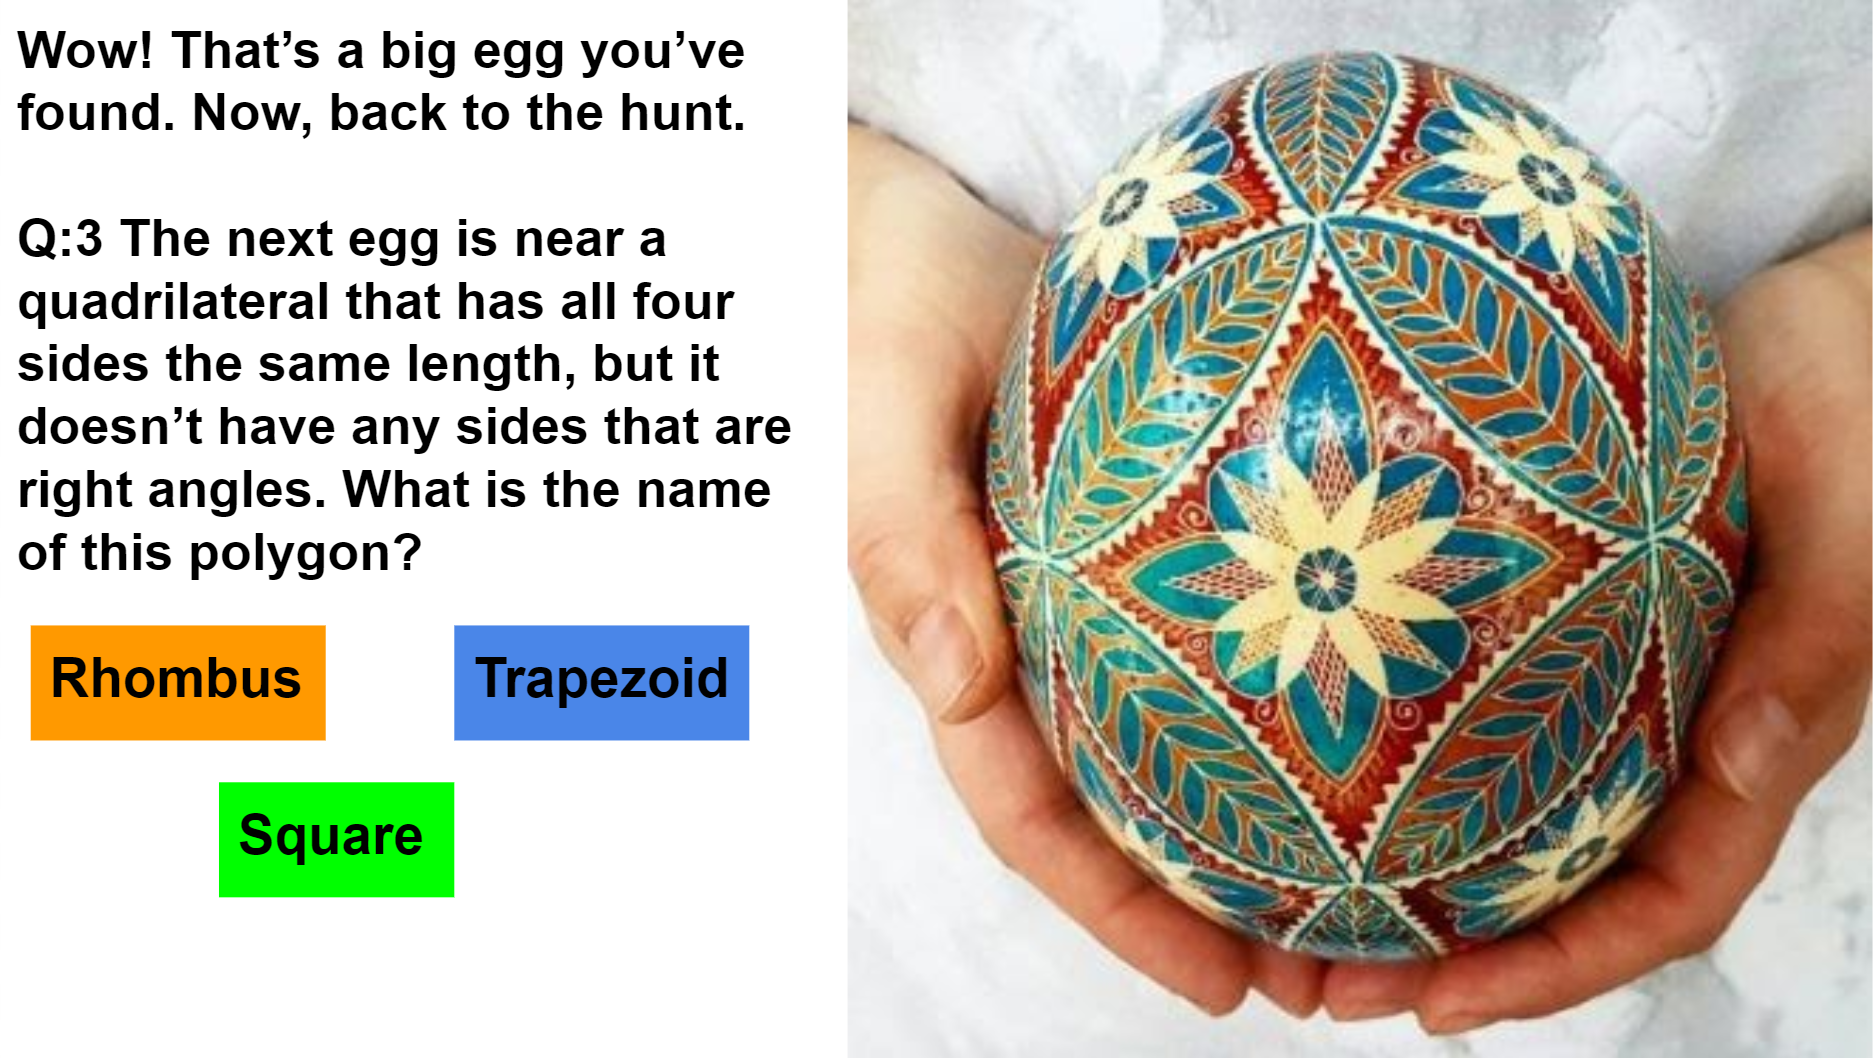 Wow! That’s a big egg you’ve
found. Now, back to the hunt.
Q:3 The next egg is near a
quadrilateral that has all four
sides the same length, but it
doesn’t have any sides that are
right angles. What is the name
of this polygon?
Rhombus
Trapezoid
Square